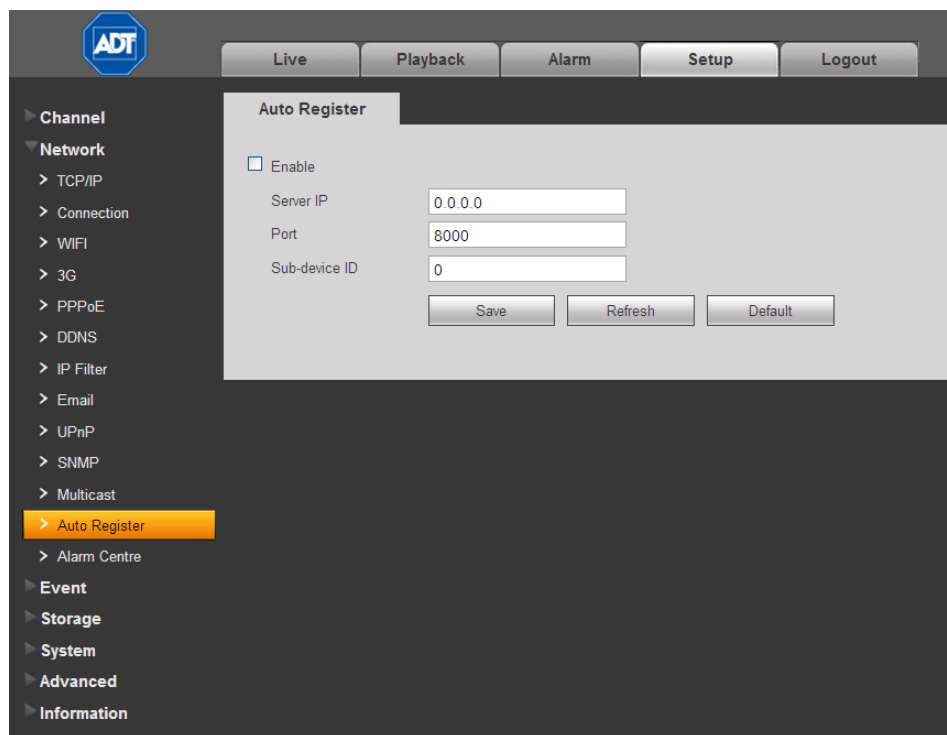 ADT
Live
Playback
Alarm
Setup
Logout
Channel
Network
> TCP/IP
> Connection
> WIFI
> 3G
> PPPoE
> DDNS
> IP Filter
> Email
> UPnP
> SNMP
> Multicast
> Auto Register
> Alarm Centre
Event
Storage
System
Advanced
Information
Auto Register
Enable
Server IP 0.0.0.0
Port 8000
Sub-device ID 0
Save Refresh Default